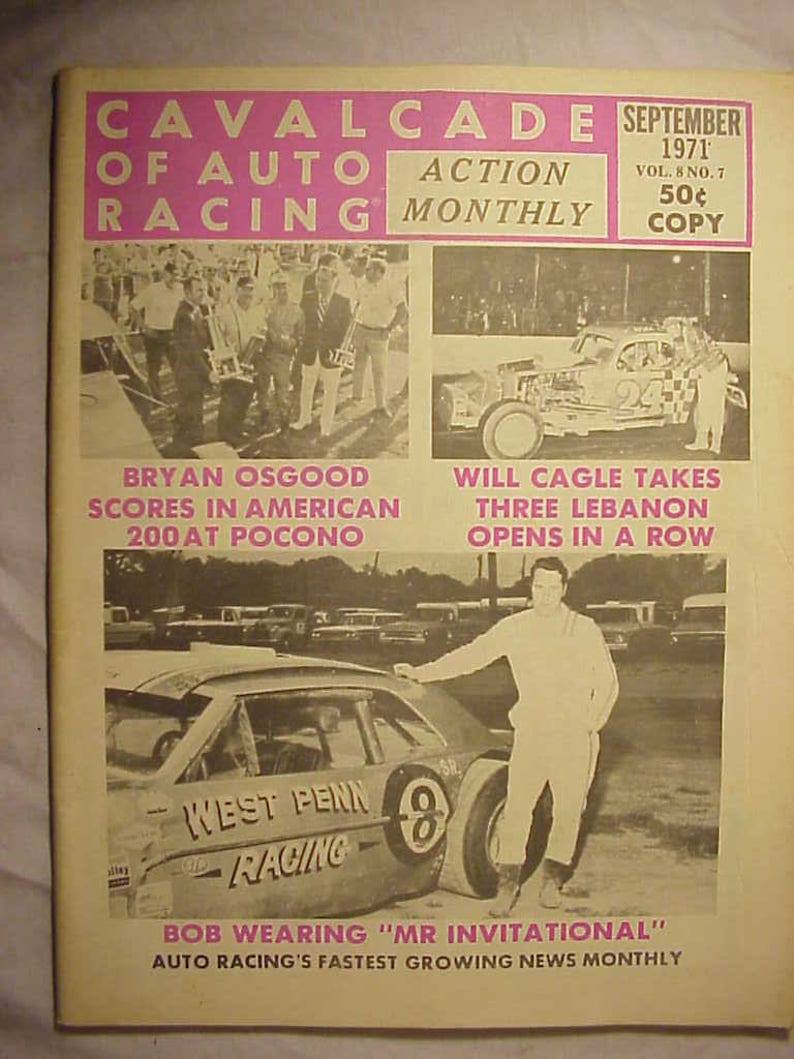 CAVALCADE
OF AUTO
RACING
ACTION
MONTHLY
SEPTEMBER
1971
VOL. 8 NO. 7
50¢
COPY
24
BRYAN OSGOOD
SCORES IN AMERICAN
200 AT POCONO
WILL CAGLE TAKES
THREE LEBANON
OPENS IN A ROW
SR.
8
WEST PENN
RACING
BOB WEARING "MR INVITATIONAL"
AUTO RACING'S FASTEST GROWING NEWS MONTHLY